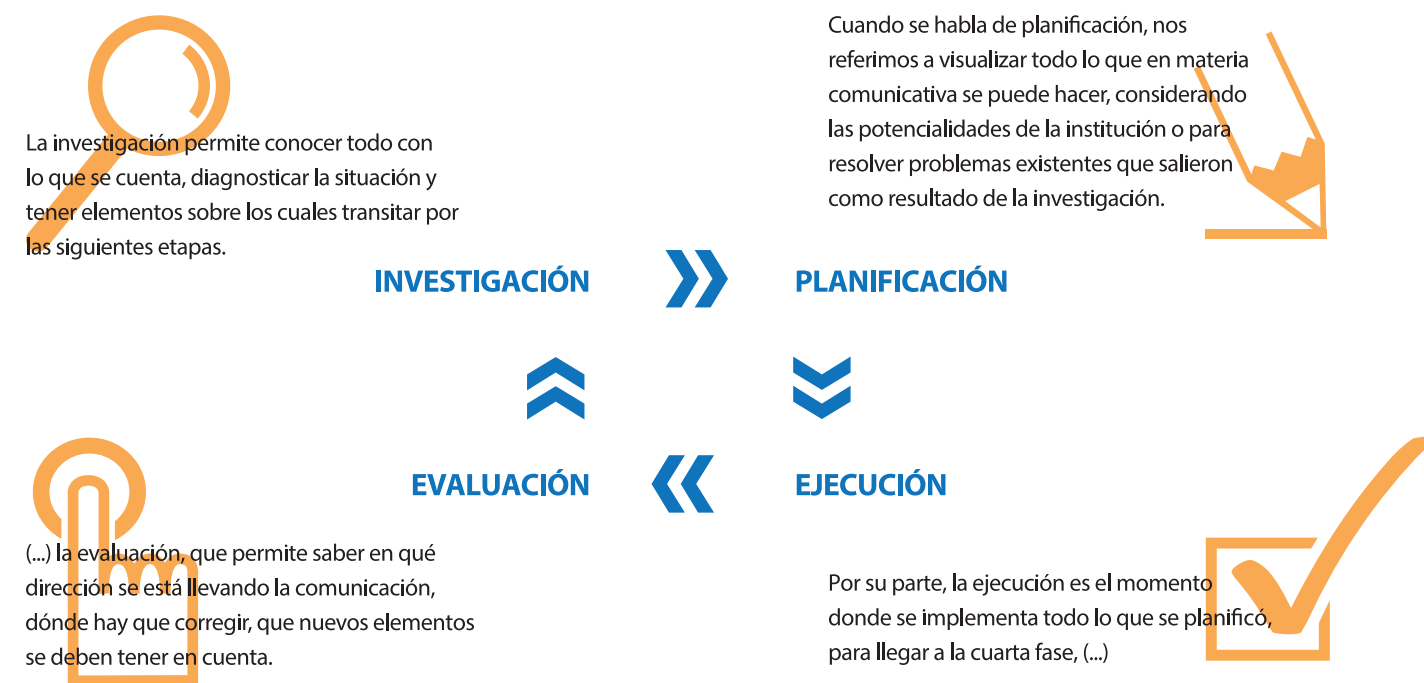 La investigación permite conocer todo con
lo que se cuenta, diagnosticar la situación y
tener elementos sobre los cuales transitar por
las siguientes etapas.
INVESTIGACIÓN
Cuando se habla de planificación, nos
referimos a visualizar todo lo que en materia
comunicativa se puede hacer, considerando
las potencialidades de la institución o para
resolver problemas existentes que salieron
como resultado de la investigación.
PLANIFICACIÓN
EJECUCIÓN
Por su parte, la ejecución es el momento
donde se implementa todo lo que se planificó,
para llegar a la cuarta fase, (...)
EVALUACIÓN
(...) la evaluación, que permite saber en qué
dirección se está llevando la comunicación,
dónde hay que corregir, que nuevos elementos
se deben tener en cuenta.